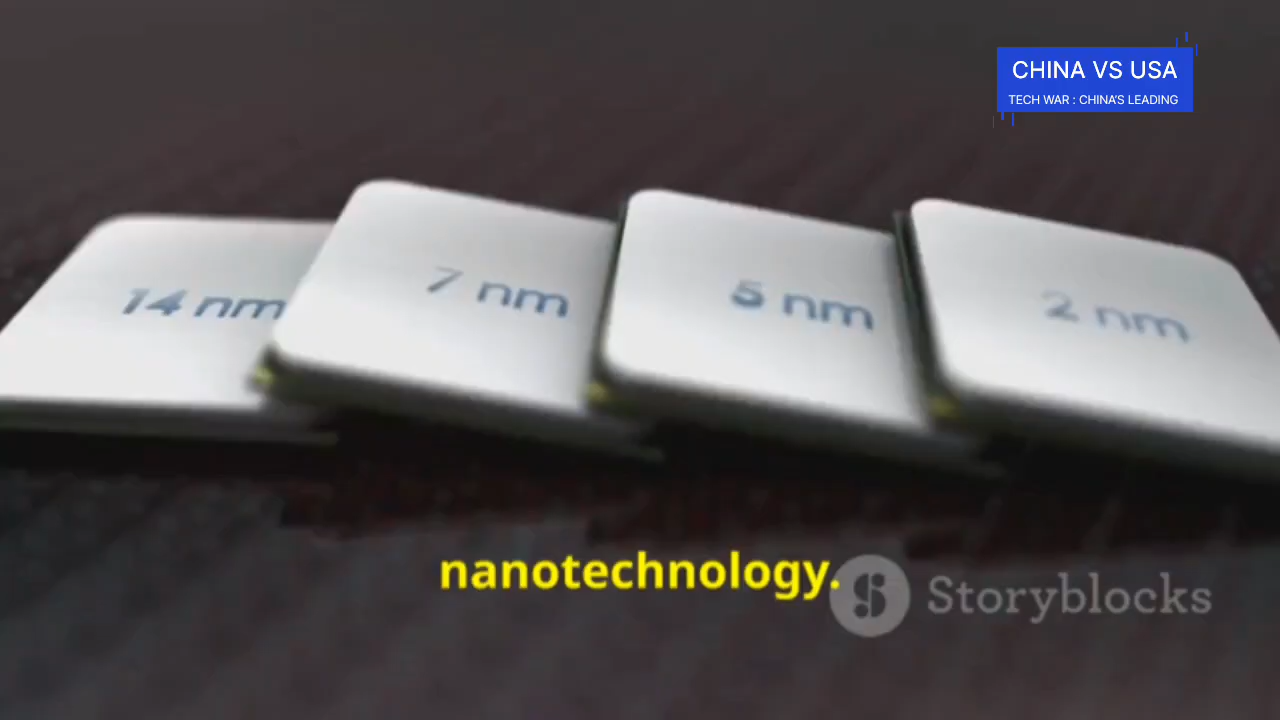 CHINA VS USA
TECH WAR : CHINA'S LEADING
14 nm
7 nm
5 nm
2 nm
nanotechnology.
Storyblocks